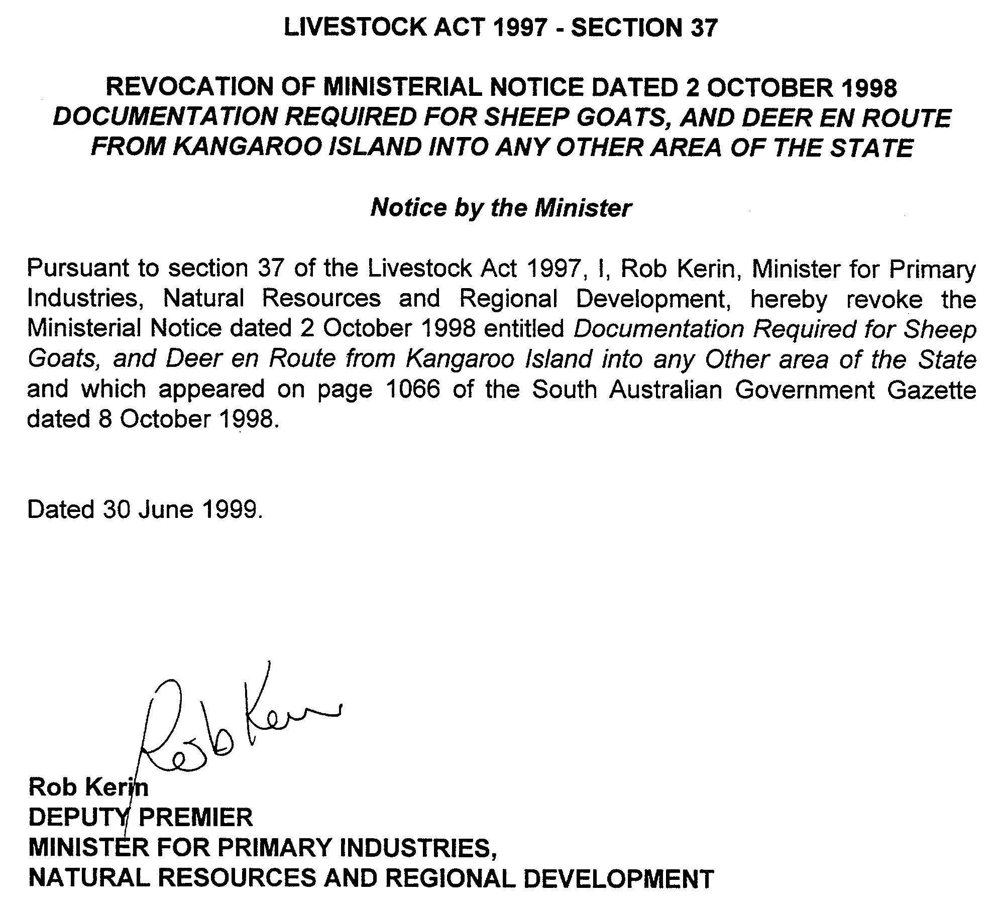 LIVESTOCK ACT 1997 - SECTION 37
REVOCATION OF MINISTERIAL NOTICE DATED 2 OCTOBER 1998
DOCUMENTATION REQUIRED FOR SHEEP GOATS, AND DEER EN ROUTE
FROM KANGAROO ISLAND INTO ANY OTHER AREA OF THE STATE
Notice by the Minister
Pursuant to section 37 of the Livestock Act 1997, I, Rob Kerin, Minister for Primary
Industries, Natural Resources and Regional Development, hereby revoke the
Ministerial Notice dated 2 October 1998 entitled Documentation Required for Sheep
Goats, and Deer en Route from Kangaroo Island into any Other area of the State
and which appeared on page 1066 of the South Australian Government Gazette
dated 8 October 1998.
Dated 30 June 1999.
Rob Kerin
Rob Kerin
DEPUTY PREMIER
MINISTER FOR PRIMARY INDUSTRIES,
NATURAL RESOURCES AND REGIONAL DEVELOPMENT